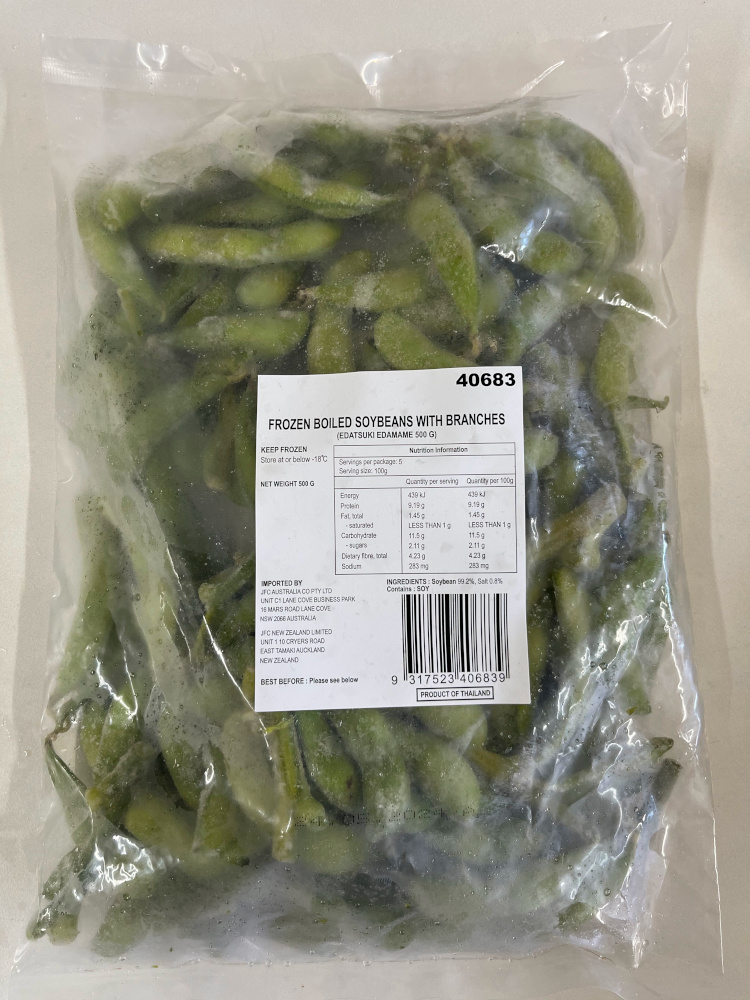 40683
FROZEN BOILED SOYBEANS WITH BRANCHES
(EDATSUKI EDAMAME 500 G)
KEEP FROZEN
Store at or below -18℃
NET WEIGHT 500 G
Nutrition Information
Servings per package: 5
Serving size: 100g
Quantity per serving Quantity per 100g
Energy 439 kJ 439 kJ
Protein 9.19 g 9.19 g
Fat, total 1.45 g 1.45 g
- saturated LESS THAN 1 g LESS THAN 1 g
Carbohydrate 11.5 g 11.5 g
- sugars 2.11 g 2.11 g
Dietary fibre, total 4.23 g 4.23 g
Sodium 283 mg 283 mg
IMPORTED BY
JFC AUSTRALIA CO PTY LTD
UNIT C1 LANE COVE BUSINESS PARK
16 MARS ROAD LANE COVE
NSW 2066 AUSTRALIA
JFC NEW ZEALAND LIMITED
UNIT 1 10 CRYERS ROAD
EAST TAMAKI AUCKLAND
NEW ZEALAND
BEST BEFORE : Please see below
INGREDIENTS : Soybean 99.2%, Salt 0.8%
Contains : SOY
9 317523 406839
PRODUCT OF THAILAND